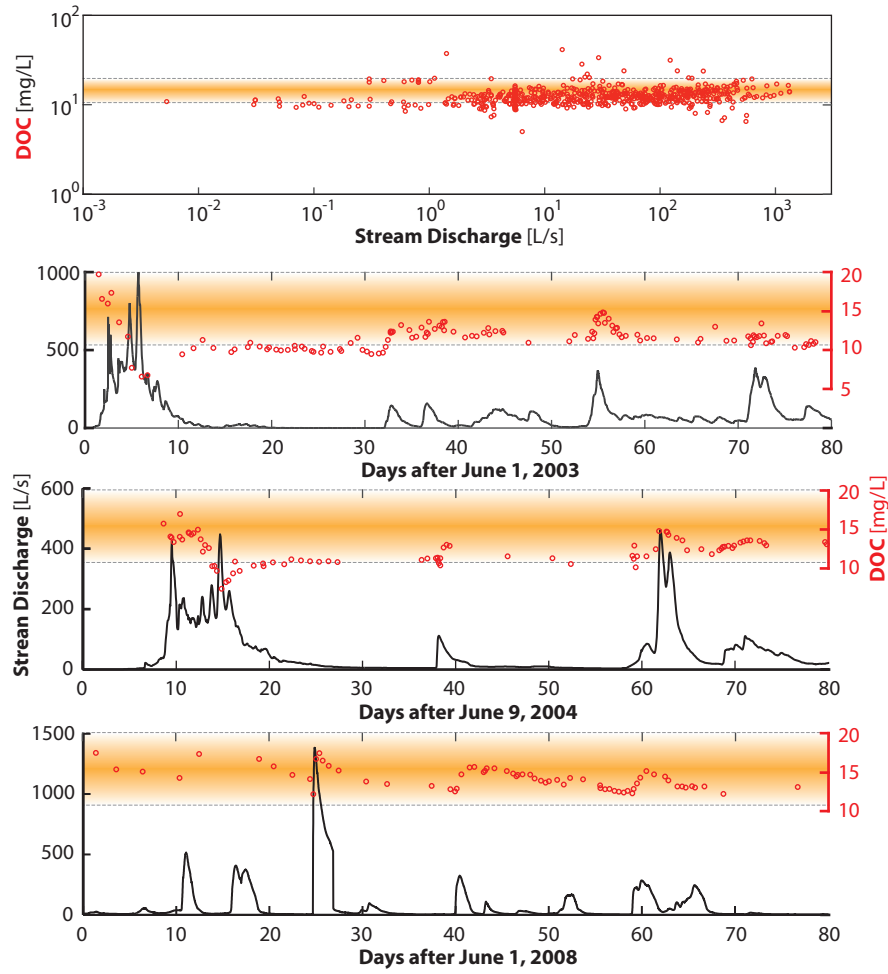 10²
10¹
10⁰
DOC [mg/L]
10⁻³ 10⁻² 10⁻¹ 10⁰ 10¹ 10² 10³
Stream Discharge [L/s]
1000
500
0
20
15
10
5
0 10 20 30 40 50 60 70 80
Days after June 1, 2003
600
400
200
0
20
15
10
Strean Discharge [L/s]
DOC [mg/L]
0 10 20 30 40 50 60 70 80
Days after June 9, 2004
1500
1000
500
0
20
15
10
0 10 20 30 40 50 60 70 80
Days after June 1, 2008